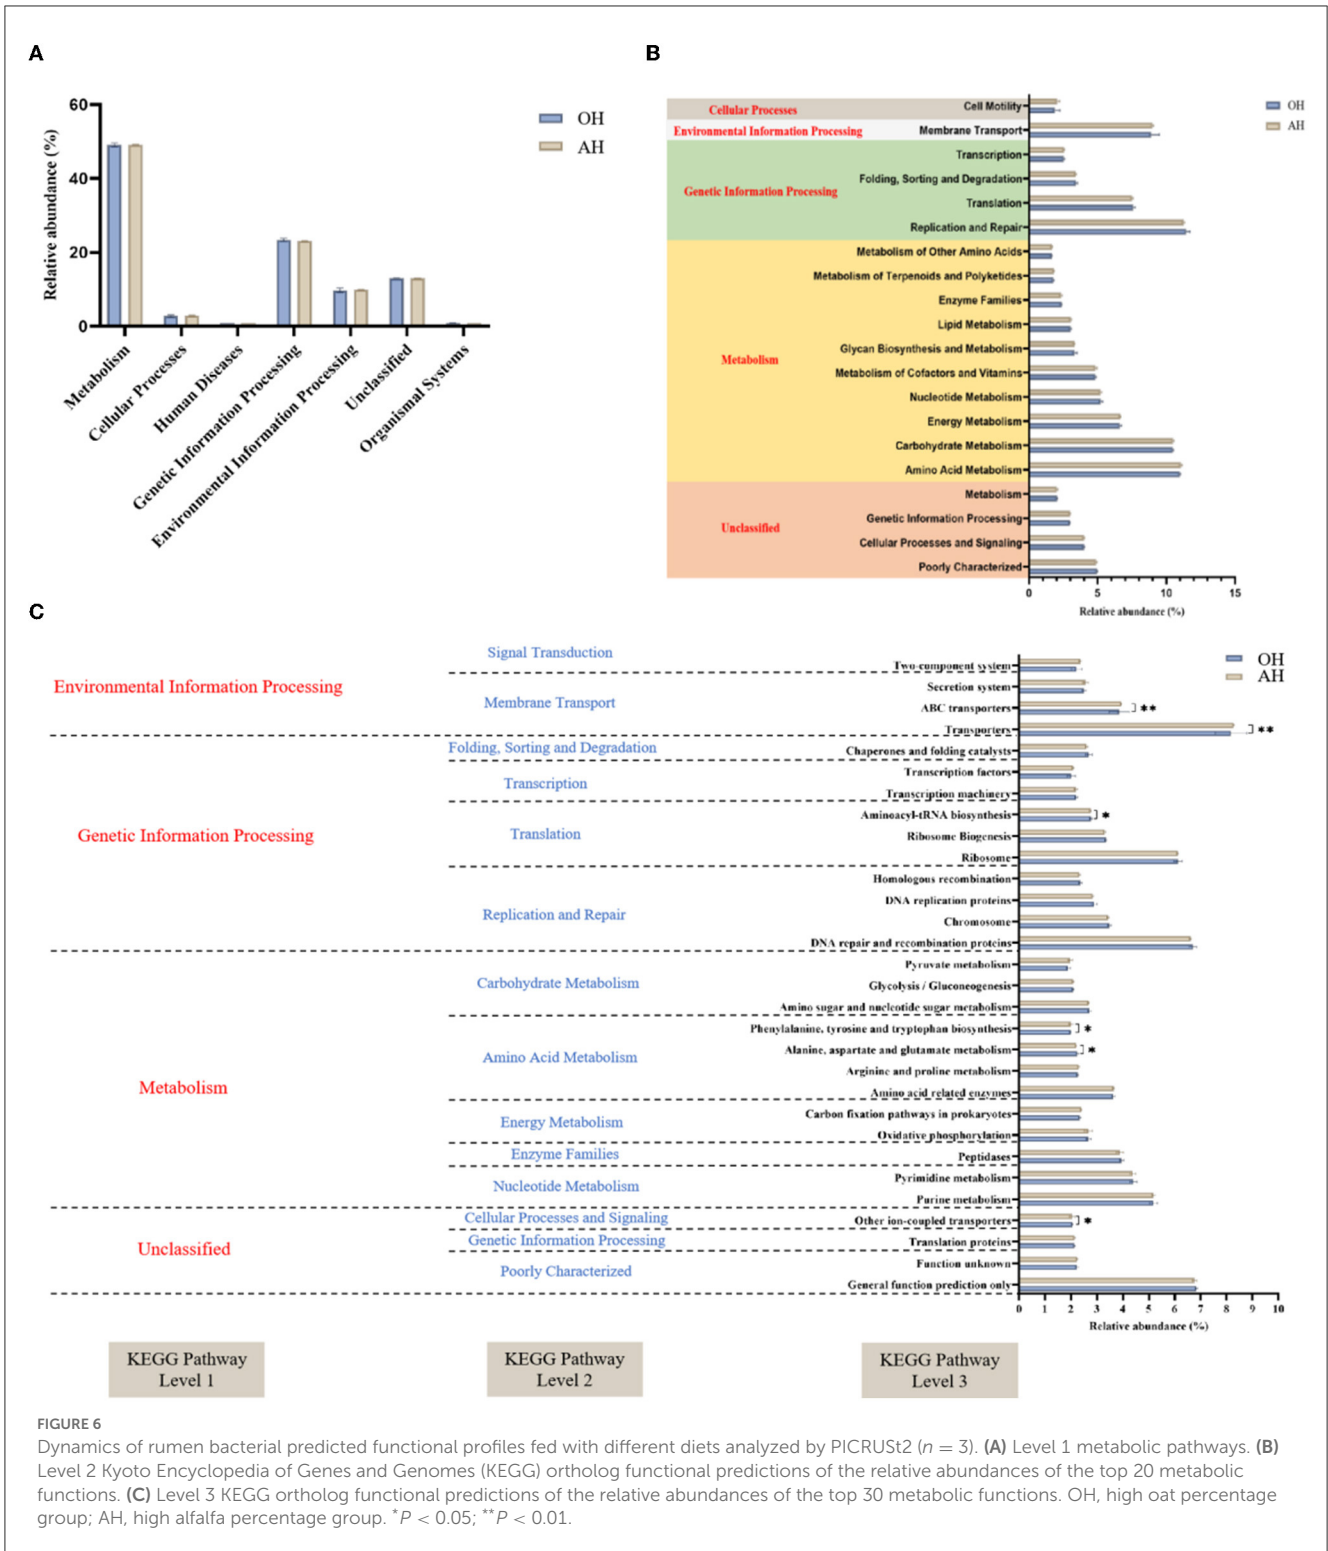 A
60
40
20
0
Relative abundance (%)
OH
AH
Metabolism
Cellular Processes
Human Diseases
Genetic Information Processing
Environmental Information Processing
Unclassified
Organismal Systems
B
Cellular Processes
Environmental Information Processing
Genetic Information Processing
Metabolism
Unclassified
Cell Motility
Membrane Transport
Transcription
Folding, Sorting and Degradation
Translation
Replication and Repair
Metabolism of Other Amino Acids
Metabolism of Terpenoids and Polyketides
Enzyme Families
Lipid Metabolism
Glycan Biosynthesis and Metabolism
Metabolism of Cofactors and Vitamins
Nucleotide Metabolism
Energy Metabolism
Carbohydrate Metabolism
Amino Acid Metabolism
Metabolism
Genetic Information Processing
Cellular Processes and Signaling
Poorly Characterized
0 5 10 15
Relative abundance (%)
OH
AH
C
Environmental Information Processing
Genetic Information Processing
Metabolism
Unclassified
Signal Transduction
Membrane Transport
Folding, Sorting and Degradation
Transcription
Translation
Replication and Repair
Carbohydrate Metabolism
Amino Acid Metabolism
Energy Metabolism
Enzyme Families
Nucleotide Metabolism
Cellular Processes and Signaling
Genetic Information Processing
Poorly Characterized
Two-component system
Secretion system
ABC transporters **
Transporters **
Chaperones and folding catalysts
Transcription factors
Transcription machinery
Aminoacyl-tRNA biosynthesis *
Ribosome Biogenesis
Ribosome
Homologous recombination
DNA replication proteins
Chromosome
DNA repair and recombination proteins
Pyruvate metabolism
Glycolysis / Gluconeogenesis
Amino sugar and nucleotide sugar metabolism
Phenylalanine, tyrosine and tryptophan biosynthesis *
Alanine, aspartate and glutamate metabolism *
Arginine and proline metabolism
Amino acid related enzymes
Carbon fixation pathways in prokaryotes
Oxidative phosphorylation
Peptidases
Pyrimidine metabolism
Purine metabolism
Other ion-coupled transporters *
Translation proteins
Function unknown
General function prediction only
0 1 2 3 4 5 6 7 8 9 10
Relative abundance (%)
OH
AH
KEGG Pathway
Level 1
KEGG Pathway
Level 2
KEGG Pathway
Level 3
FIGURE 6
Dynamics of rumen bacterial predicted functional profiles fed with different diets analyzed by PICRUSt2 (n = 3). (A) Level 1 metabolic pathways. (B)
Level 2 Kyoto Encyclopedia of Genes and Genomes (KEGG) ortholog functional predictions of the relative abundances of the top 20 metabolic
functions. (C) Level 3 KEGG ortholog functional predictions of the relative abundances of the top 30 metabolic functions. OH, high oat percentage
group; AH, high alfalfa percentage group. *P < 0.05; **P < 0.01.